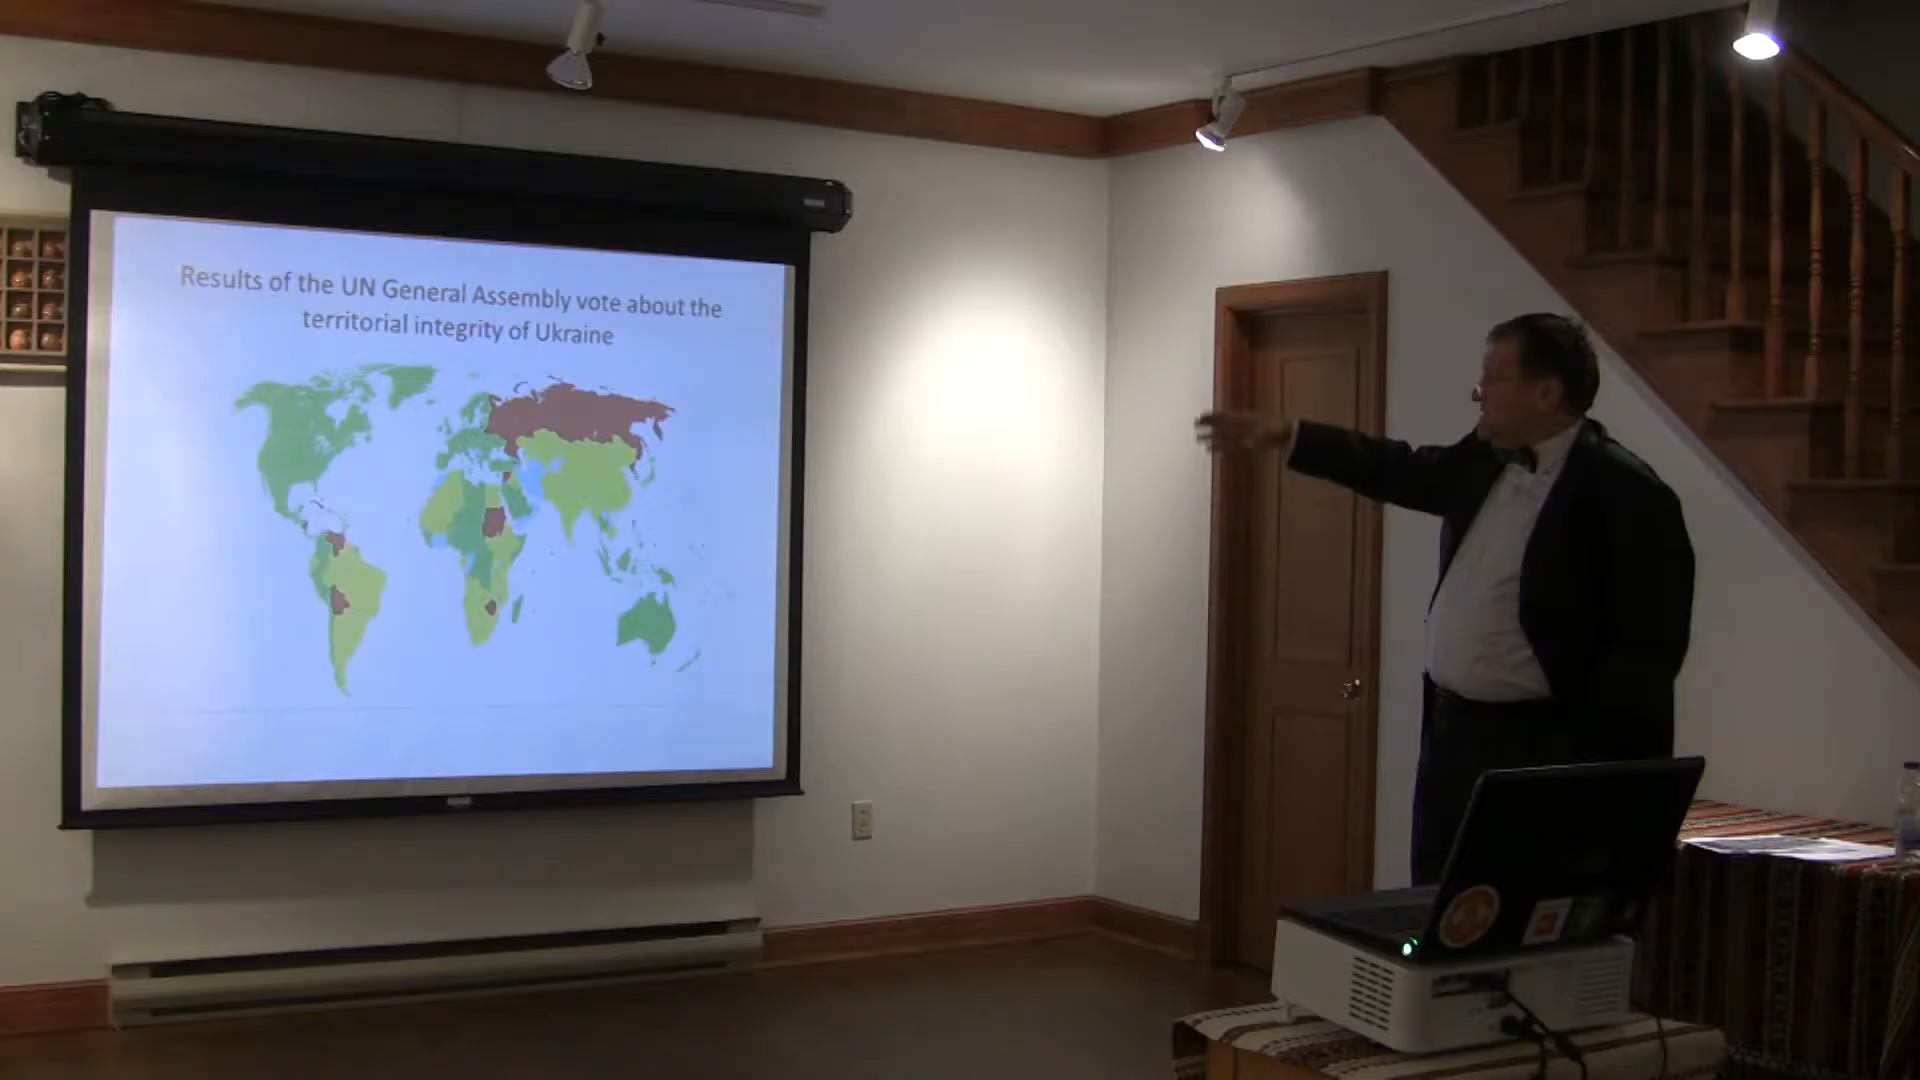 Results of the UN General Assembly vote about the
territorial integrity of Ukraine